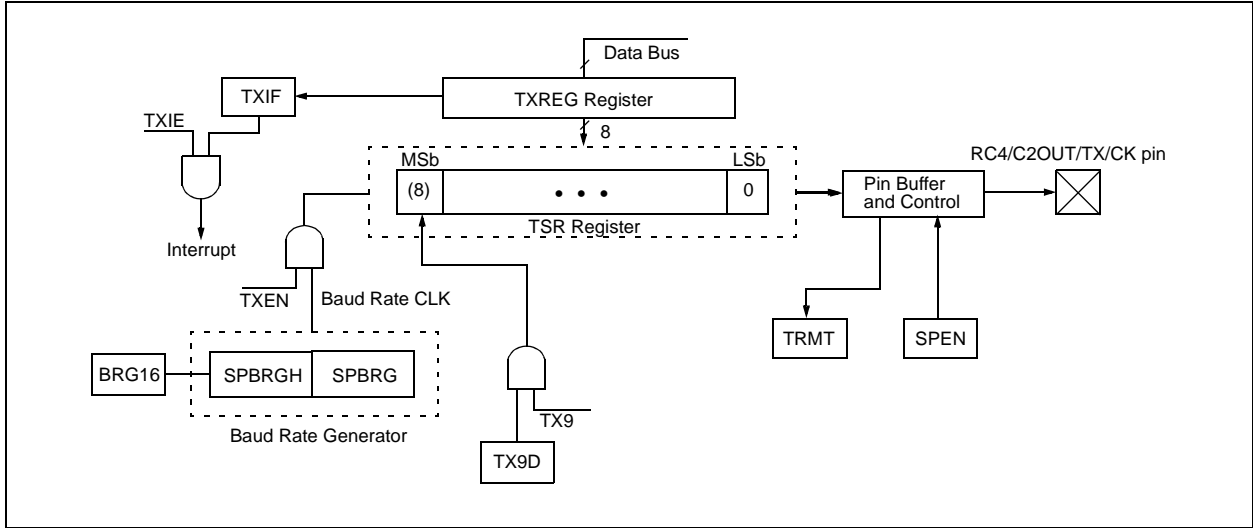 Data Bus
TXIF
TXREG Register
TXIE
8
MSb
LSb
RC4/C2OUT/TX/CK pin
(8)
• • •
0
Pin Buffer
and Control
TSR Register
Interrupt
TXEN
Baud Rate CLK
TRMT
SPEN
BRG16
SPBRGH
SPBRG
TX9
Baud Rate Generator
TX9D